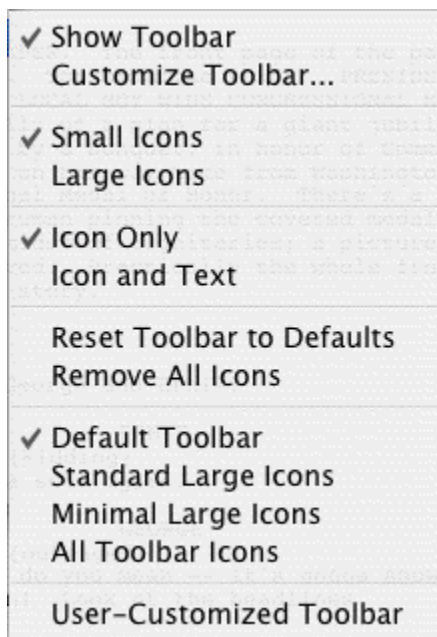 Show Toolbar
Customize Toolbar...
Small Icons
Large Icons
Icon Only
Icon and Text
Reset Toolbar to Defaults
Remove All Icons
Default Toolbar
Standard Large Icons
Minimal Large Icons
All Toolbar Icons
User-Customized Toolbar